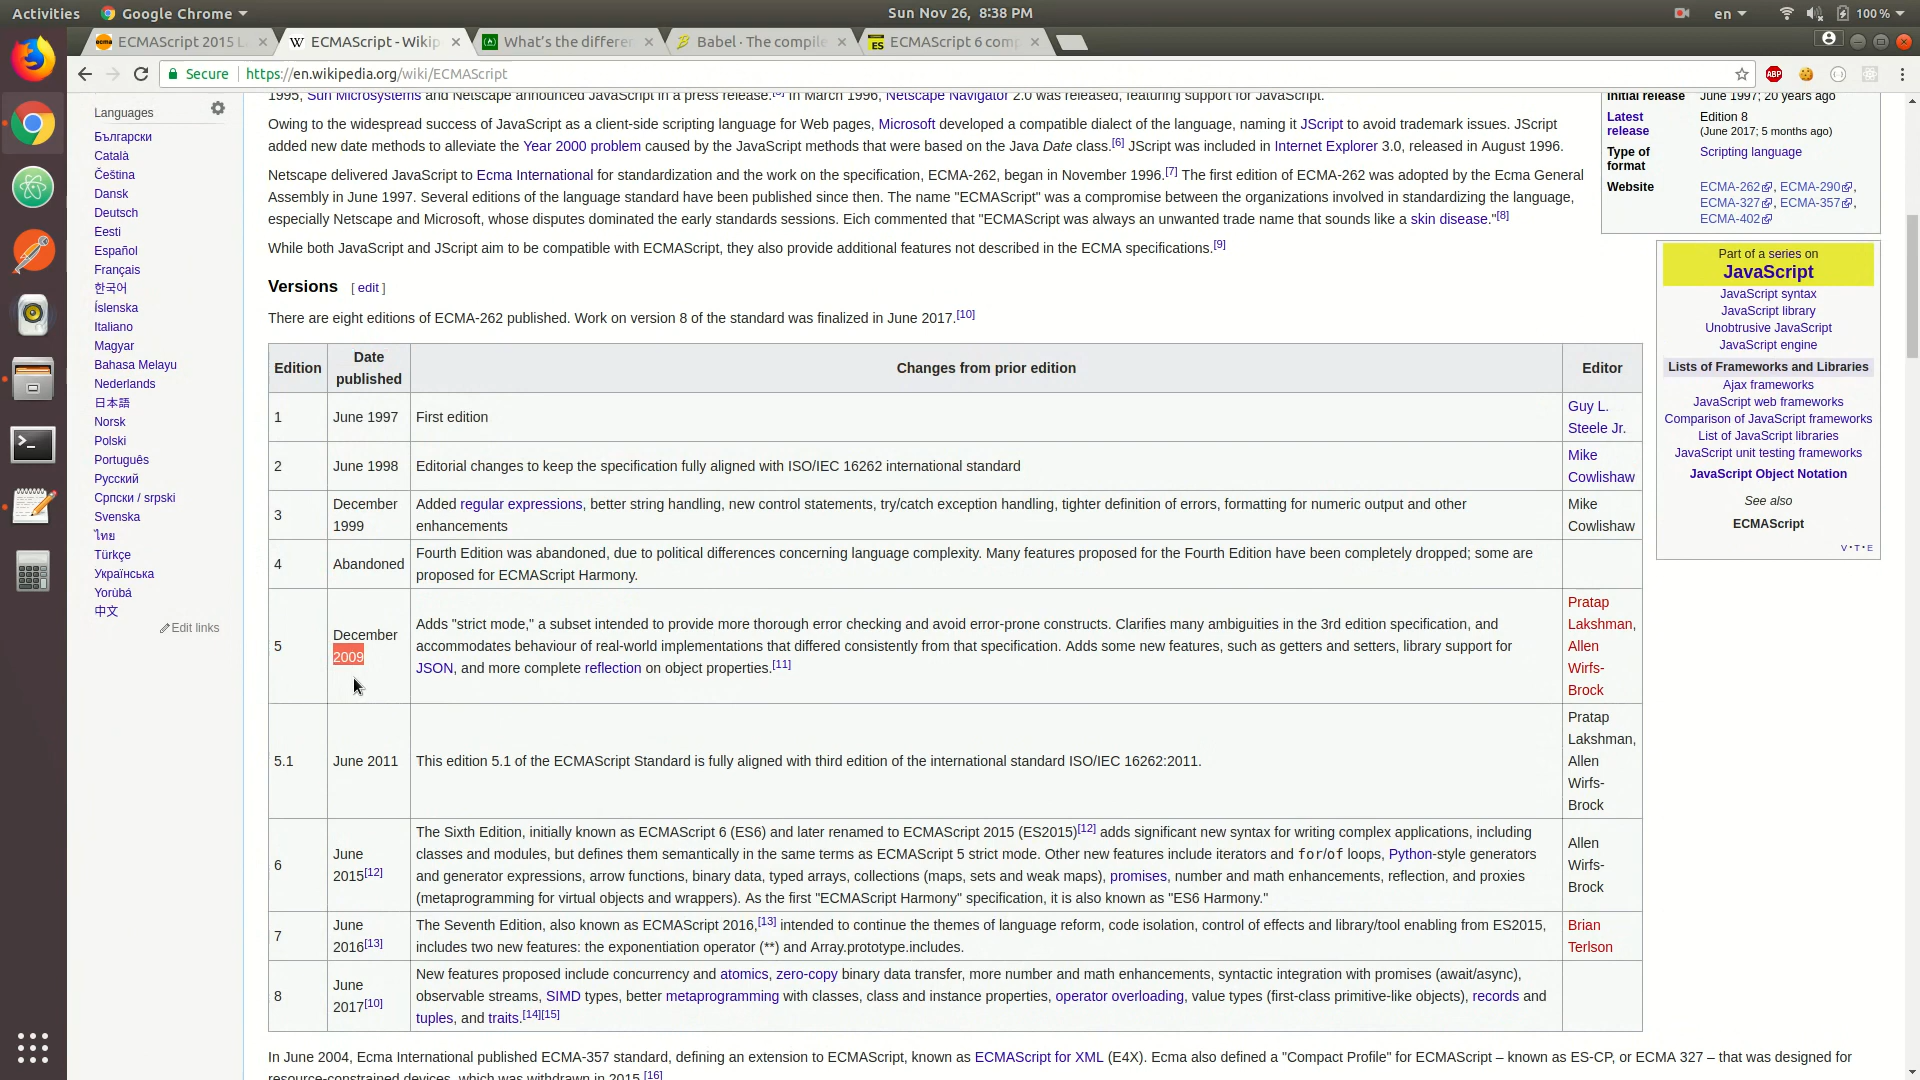 Activities Google Chrome Sun Nov 26, 8:38 PM en 100 %
ECMAScript 2015 L ECMAScript - Wikip What's the differe Babel · The compile ECMAScript 6 comp
Secure https://en.wikipedia.org/wiki/ECMAScript
Languages
Български
Català
Čeština
Dansk
Deutsch
Eesti
Español
Français
한국어
Íslenska
Italiano
Magyar
Bahasa Melayu
Nederlands
日本語
Norsk
Polski
Português
Русский
Српски / srpski
Svenska
ไทย
Türkçe
Українська
Yorùbá
中文
Edit links
1995, Sun Microsystems and Netscape announced JavaScript in a press release. In March 1996, Netscape Navigator 2.0 was released, featuring support for JavaScript.
Owing to the widespread success of JavaScript as a client-side scripting language for Web pages, Microsoft developed a compatible dialect of the language, naming it JScript to avoid trademark issues. JScript
added new date methods to alleviate the Year 2000 problem caused by the JavaScript methods that were based on the Java Date class.[6] JScript was included in Internet Explorer 3.0, released in August 1996.
Netscape delivered JavaScript to Ecma International for standardization and the work on the specification, ECMA-262, began in November 1996.[7] The first edition of ECMA-262 was adopted by the Ecma General
Assembly in June 1997. Several editions of the language standard have been published since then. The name "ECMAScript" was a compromise between the organizations involved in standardizing the language,
especially Netscape and Microsoft, whose disputes dominated the early standards sessions. Eich commented that "ECMAScript was always an unwanted trade name that sounds like a skin disease."[8]
While both JavaScript and JScript aim to be compatible with ECMAScript, they also provide additional features not described in the ECMA specifications.[9]
Versions [ edit ]
There are eight editions of ECMA-262 published. Work on version 8 of the standard was finalized in June 2017.[10]
Edition Date published Changes from prior edition Editor
1 June 1997 First edition Guy L. Steele Jr.
2 June 1998 Editorial changes to keep the specification fully aligned with ISO/IEC 16262 international standard Mike Cowlishaw
3 December 1999 Added regular expressions, better string handling, new control statements, try/catch exception handling, tighter definition of errors, formatting for numeric output and other
enhancements Mike Cowlishaw
4 Abandoned Fourth Edition was abandoned, due to political differences concerning language complexity. Many features proposed for the Fourth Edition have been completely dropped; some are
proposed for ECMAScript Harmony.
5 December 2009 Adds "strict mode," a subset intended to provide more thorough error checking and avoid error-prone constructs. Clarifies many ambiguities in the 3rd edition specification, and
accommodates behaviour of real-world implementations that differed consistently from that specification. Adds some new features, such as getters and setters, library support for
JSON, and more complete reflection on object properties.[11]
Pratap Lakshman, Allen Wirfs-Brock
5.1 June 2011 This edition 5.1 of the ECMAScript Standard is fully aligned with third edition of the international standard ISO/IEC 16262:2011.
Pratap Lakshman, Allen Wirfs-Brock
6 June 2015[12] The Sixth Edition, initially known as ECMAScript 6 (ES6) and later renamed to ECMAScript 2015 (ES2015)[12] adds significant new syntax for writing complex applications, including
classes and modules, but defines them semantically in the same terms as ECMAScript 5 strict mode. Other new features include iterators and for/of loops, Python-style generators
and generator expressions, arrow functions, binary data, typed arrays, collections (maps, sets and weak maps), promises, number and math enhancements, reflection, and proxies
(metaprogramming for virtual objects and wrappers). As the first "ECMAScript Harmony" specification, it is also known as "ES6 Harmony."
Allen Wirfs-Brock
7 June 2016[13] The Seventh Edition, also known as ECMAScript 2016,[13] intended to continue the themes of language reform, code isolation, control of effects and library/tool enabling from ES2015,
includes two new features: the exponentiation operator (**) and Array.prototype.includes.
Brian Terlson
8 June 2017[10] New features proposed include concurrency and atomics, zero-copy binary data transfer, more number and math enhancements, syntactic integration with promises (await/async),
observable streams, SIMD types, better metaprogramming with classes, class and instance properties, operator overloading, value types (first-class primitive-like objects), records and
tuples, and traits.[14][15]
In June 2004, Ecma International published ECMA-357 standard, defining an extension to ECMAScript, known as ECMAScript for XML (E4X). Ecma also defined a "Compact Profile" for ECMAScript – known as ES-CP, or ECMA 327 – that was designed for
resource-constrained devices, which was withdrawn in 2015.[16]
Initial release June 1997; 20 years ago
Latest release Edition 8
(June 2017; 5 months ago)
Type of format Scripting language
Website ECMA-262, ECMA-290,
ECMA-327, ECMA-357,
ECMA-402
Part of a series on
JavaScript
JavaScript syntax
JavaScript library
Unobtrusive JavaScript
JavaScript engine
Lists of Frameworks and Libraries
Ajax frameworks
JavaScript web frameworks
Comparison of JavaScript frameworks
List of JavaScript libraries
JavaScript unit testing frameworks
JavaScript Object Notation
See also
ECMAScript
V · T · E